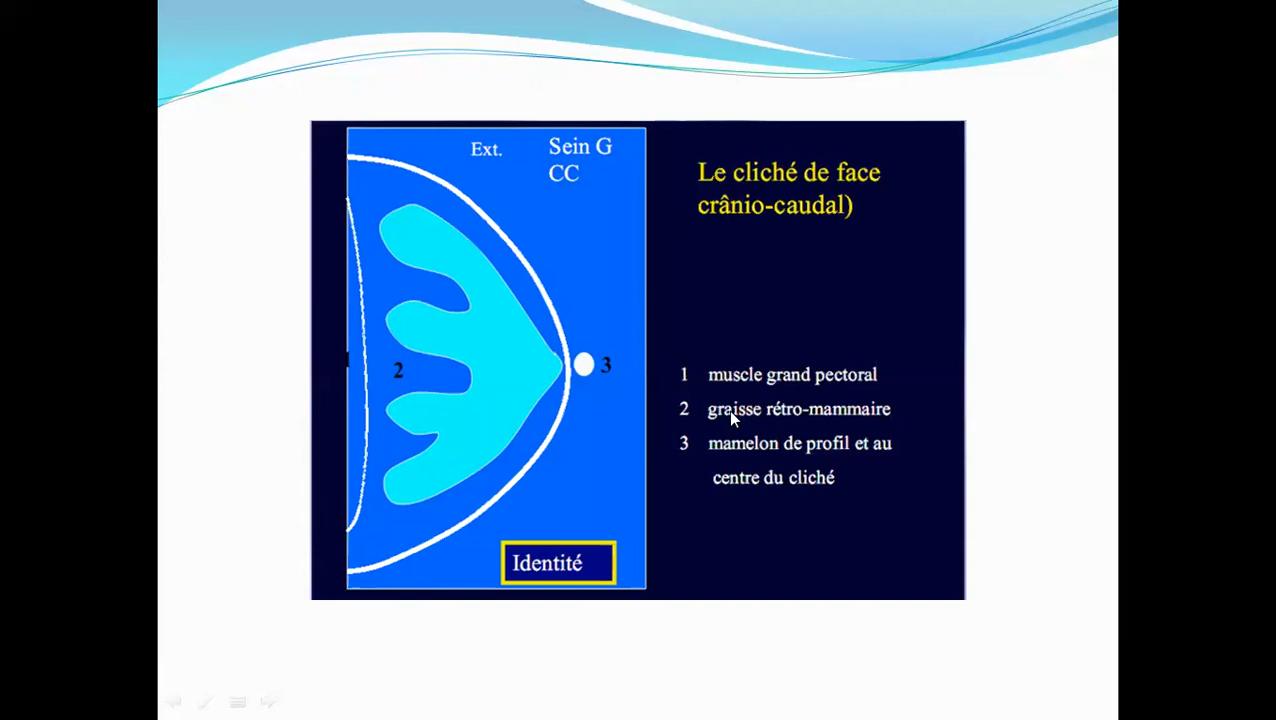 Ext.
Sein G
CC
Le cliché de face
crânio-caudal)
2
3
1 muscle grand pectoral
2 graisse rétro-mammaire
3 mamelon de profil et au
centre du cliché
Identité